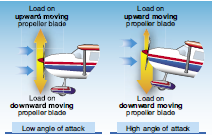 Load on
upward moving
propeller blade
Load on
upward moving
propeller blade
Load on
downward moving
propeller blade
Load on
downward moving
propeller blade
Low angle of attack
High angle of attack